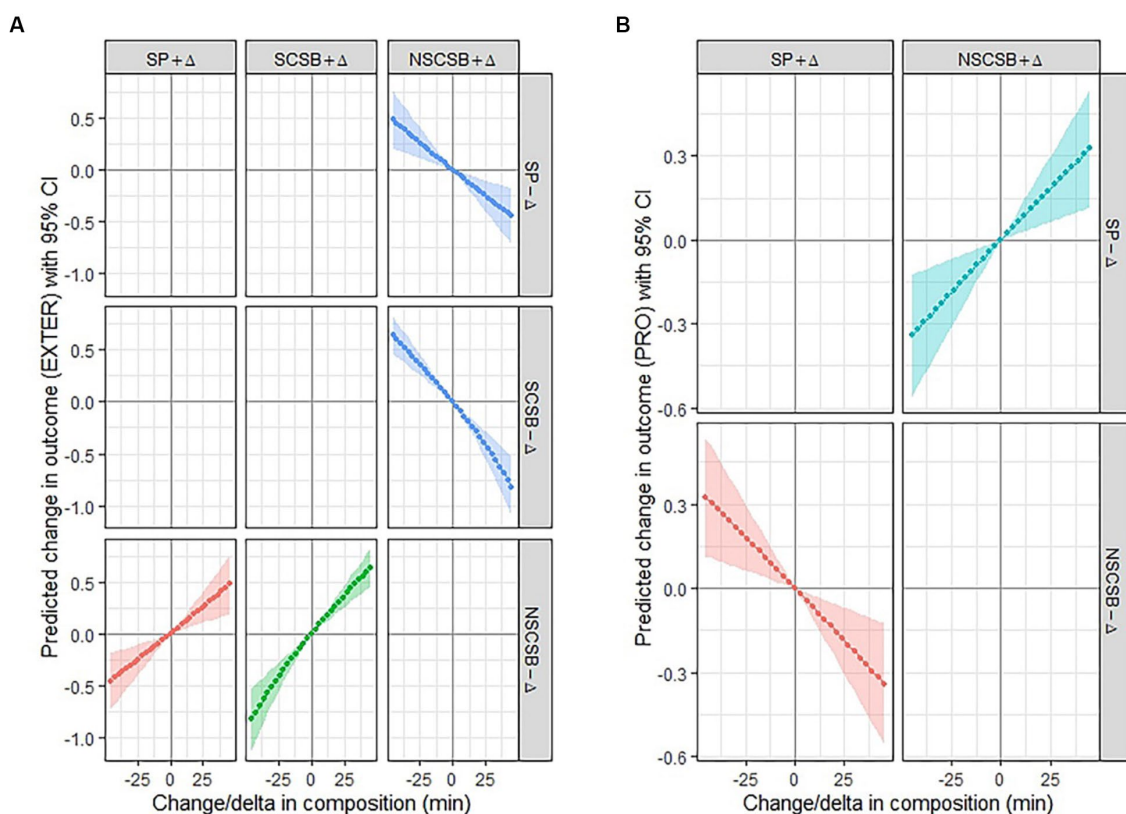 A
SP+Δ
SCSB+Δ
NSCSB+Δ
Predicted change in outcome (EXTER) with 95% CI
0.5
0.0
-0.5
-1.0
SP-Δ
0.5
0.0
-0.5
-1.0
SCSB-Δ
0.5
0.0
-0.5
-1.0
NSCSB-Δ
-25 0 25
-25 0 25
-25 0 25
Change/delta in composition (min)
B
SP+Δ
NSCSB+Δ
Predicted change in outcome (PRO) with 95% CI
0.3
0.0
-0.3
-0.6
SP-Δ
0.3
0.0
-0.3
-0.6
NSCSB-Δ
-25 0 25
-25 0 25
Change/delta in composition (min)